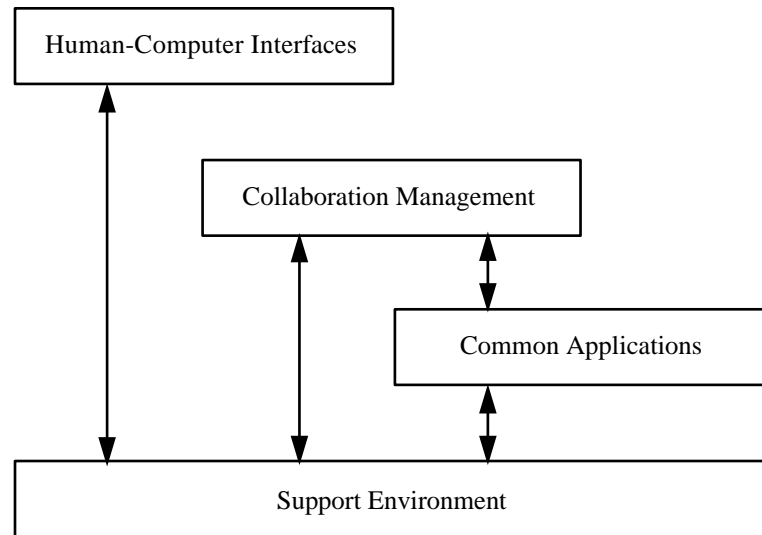 Human-Computer Interfaces
Collaboration Management
Common Applications
Support Environment